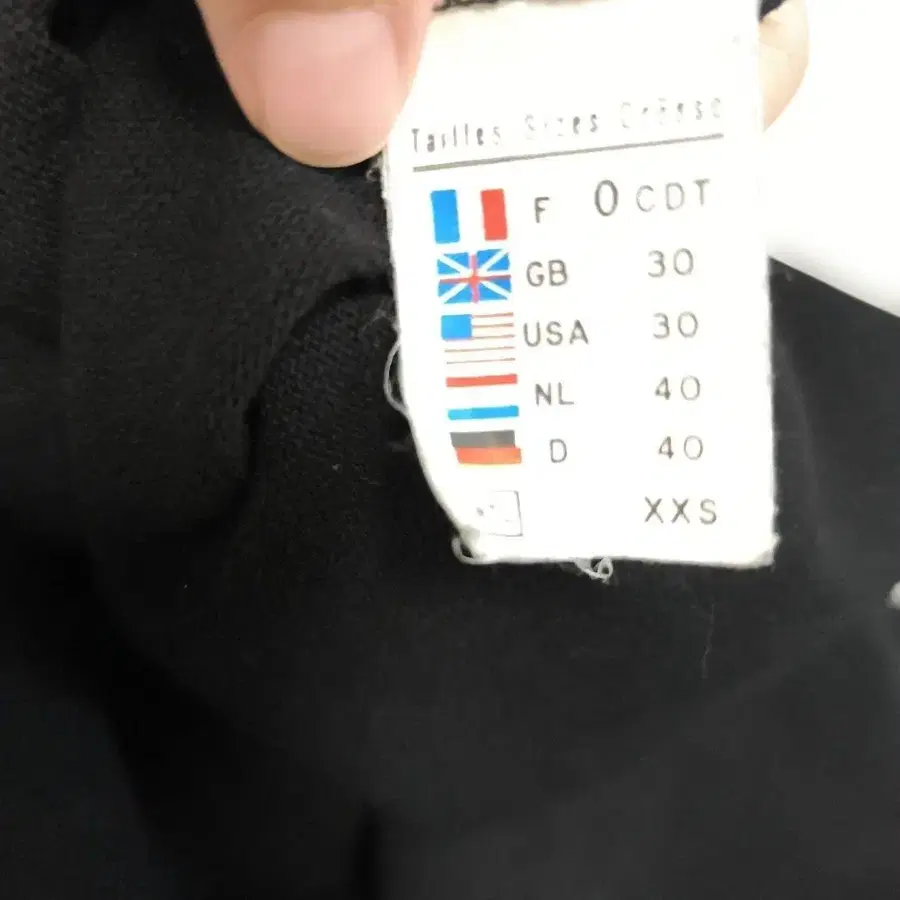 Tailles Sizes Grösse
F 0 CDT
GB 30
USA 30
NL 40
D 40
XXS